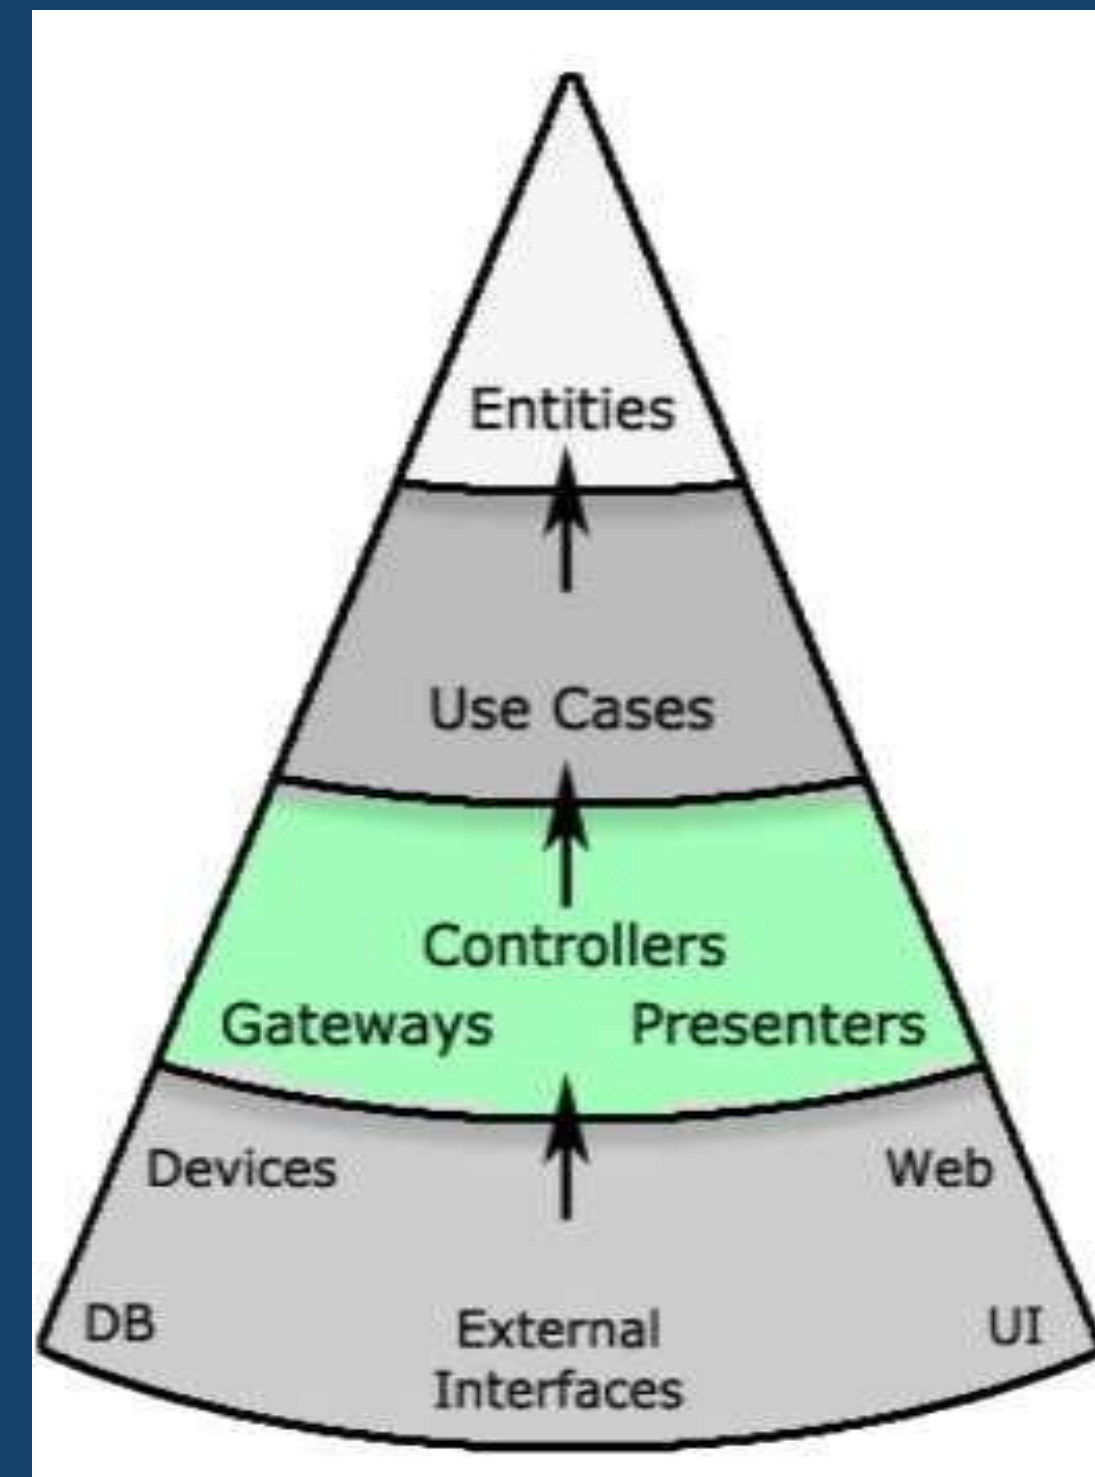 Entities
Use Cases
Controllers
Gateways Presenters
Devices Web
DB External Interfaces UI